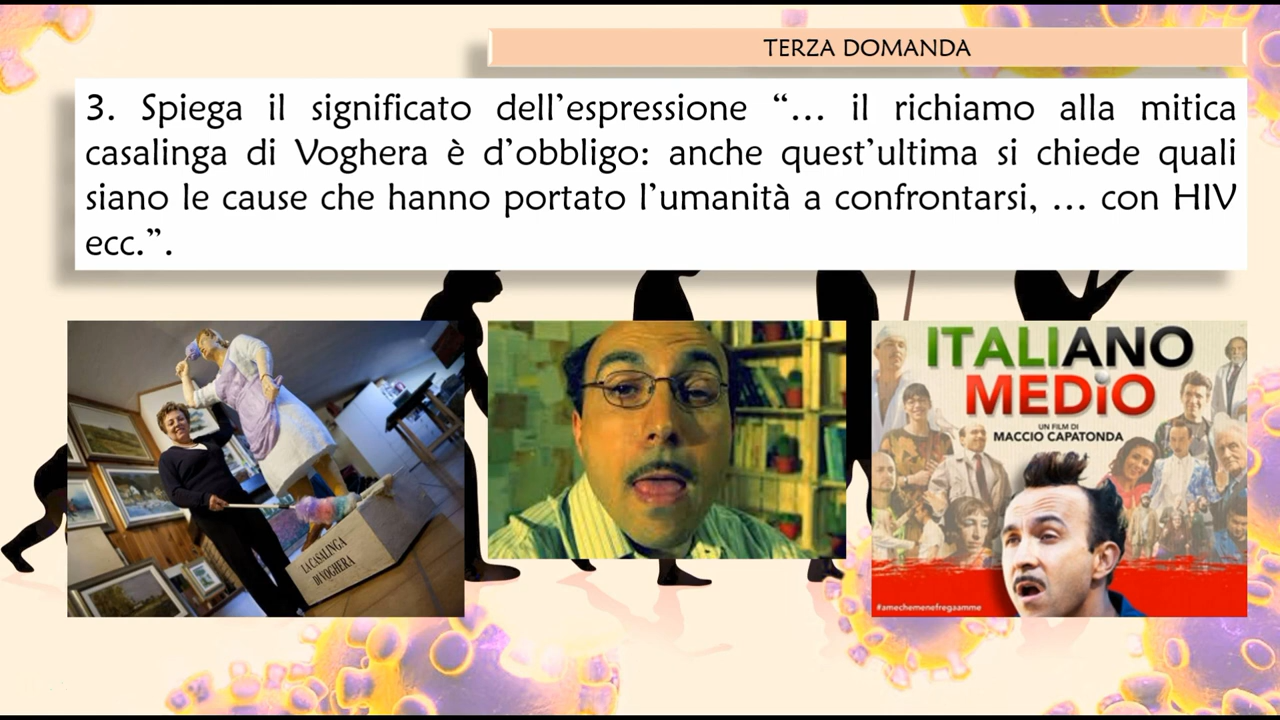 TERZA DOMANDA
3. Spiega il significato dell’espressione “… il richiamo alla mitica
casalinga di Voghera è d’obbligo: anche quest’ultima si chiede quali
siano le cause che hanno portato l’umanità a confrontarsi, … con HIV
ecc.”.
LA CASALINGA
DI VOGHERA
ITALIANO
MEDiO
UN FILM DI
MACCIO CAPATONDA
#amechemenefregaamme